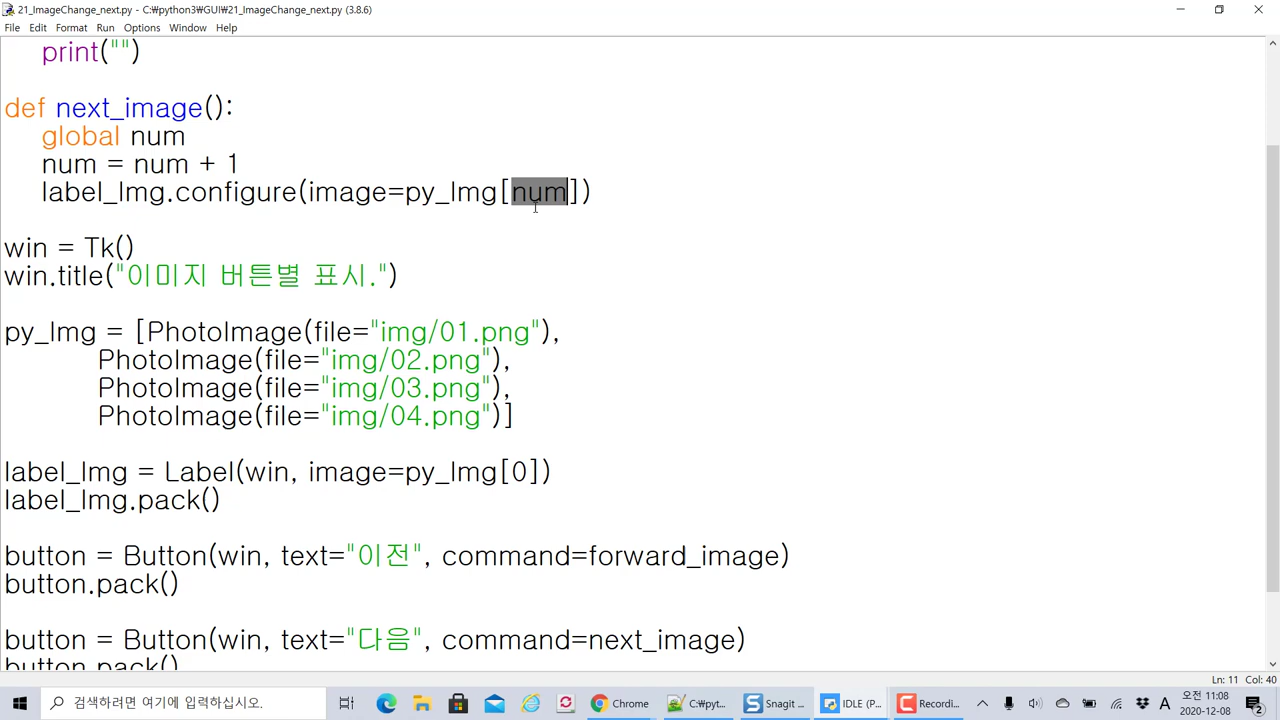 21_ImageChange_next.py - C:₩python3₩GUI₩21_ImageChange_next.py (3.8.6)
File Edit Format Run Options Window Help
print("")
def next_image():
global num
num = num + 1
label_Img.configure(image=py_Img[num])
win = Tk()
win.title("이미지 버튼별 표시.")
py_Img = [PhotoImage(file="img/01.png"),
PhotoImage(file="img/02.png"),
PhotoImage(file="img/03.png"),
PhotoImage(file="img/04.png")]
label_Img = Label(win, image=py_Img[0])
label_Img.pack()
button = Button(win, text="이전", command=forward_image)
button.pack()
button = Button(win, text="다음", command=next_image)
button.pack()
Ln: 11 Col: 40
검색하려면 여기에 입력하십시오.
Chrome
C:₩pyt...
Snagit ...
IDLE (P...
Recordi...
A
오전 11:08
2020-12-08
2